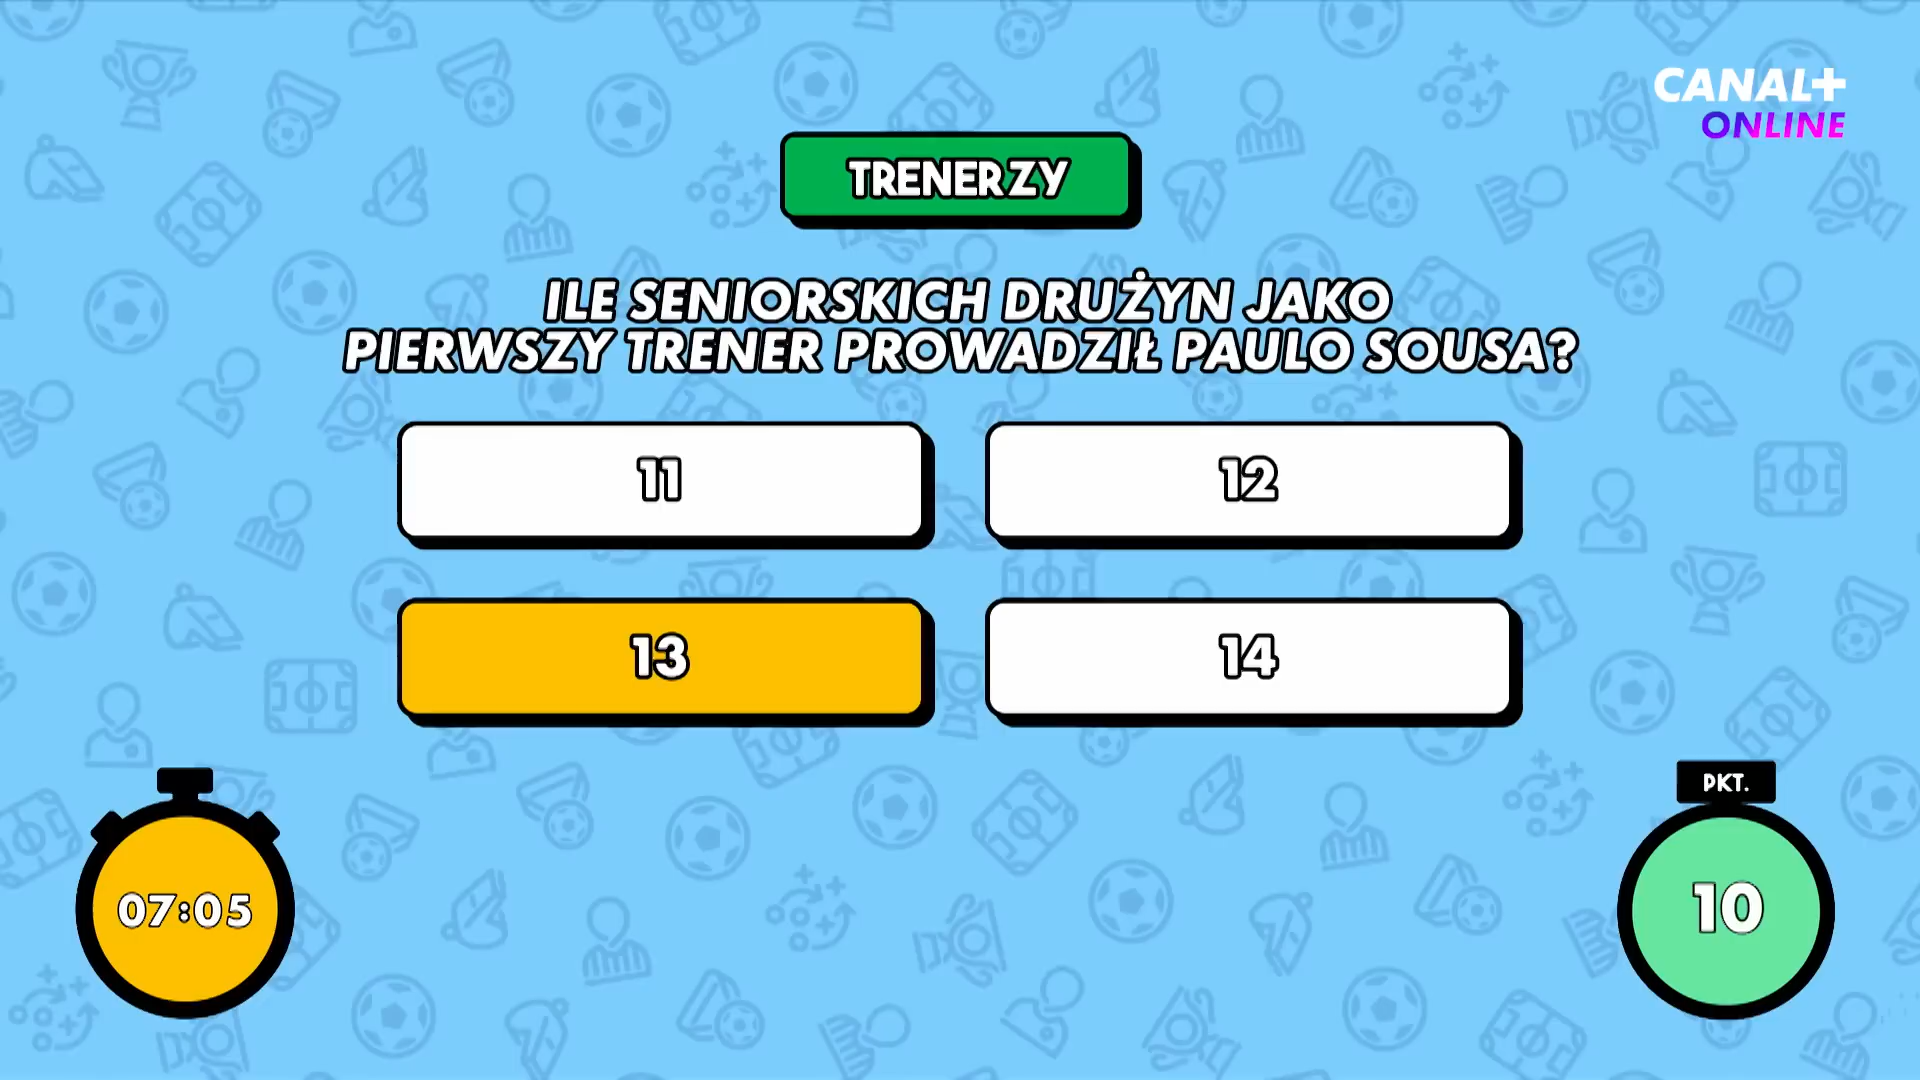 CANAL+
ONLINE
TRENERZY
ILE SENIORSKICH DRUŻYN JAKO
PIERWSZY TRENER PROWADZIŁ PAULO SOUSA?
11
12
13
14
PKT.
07:05
10